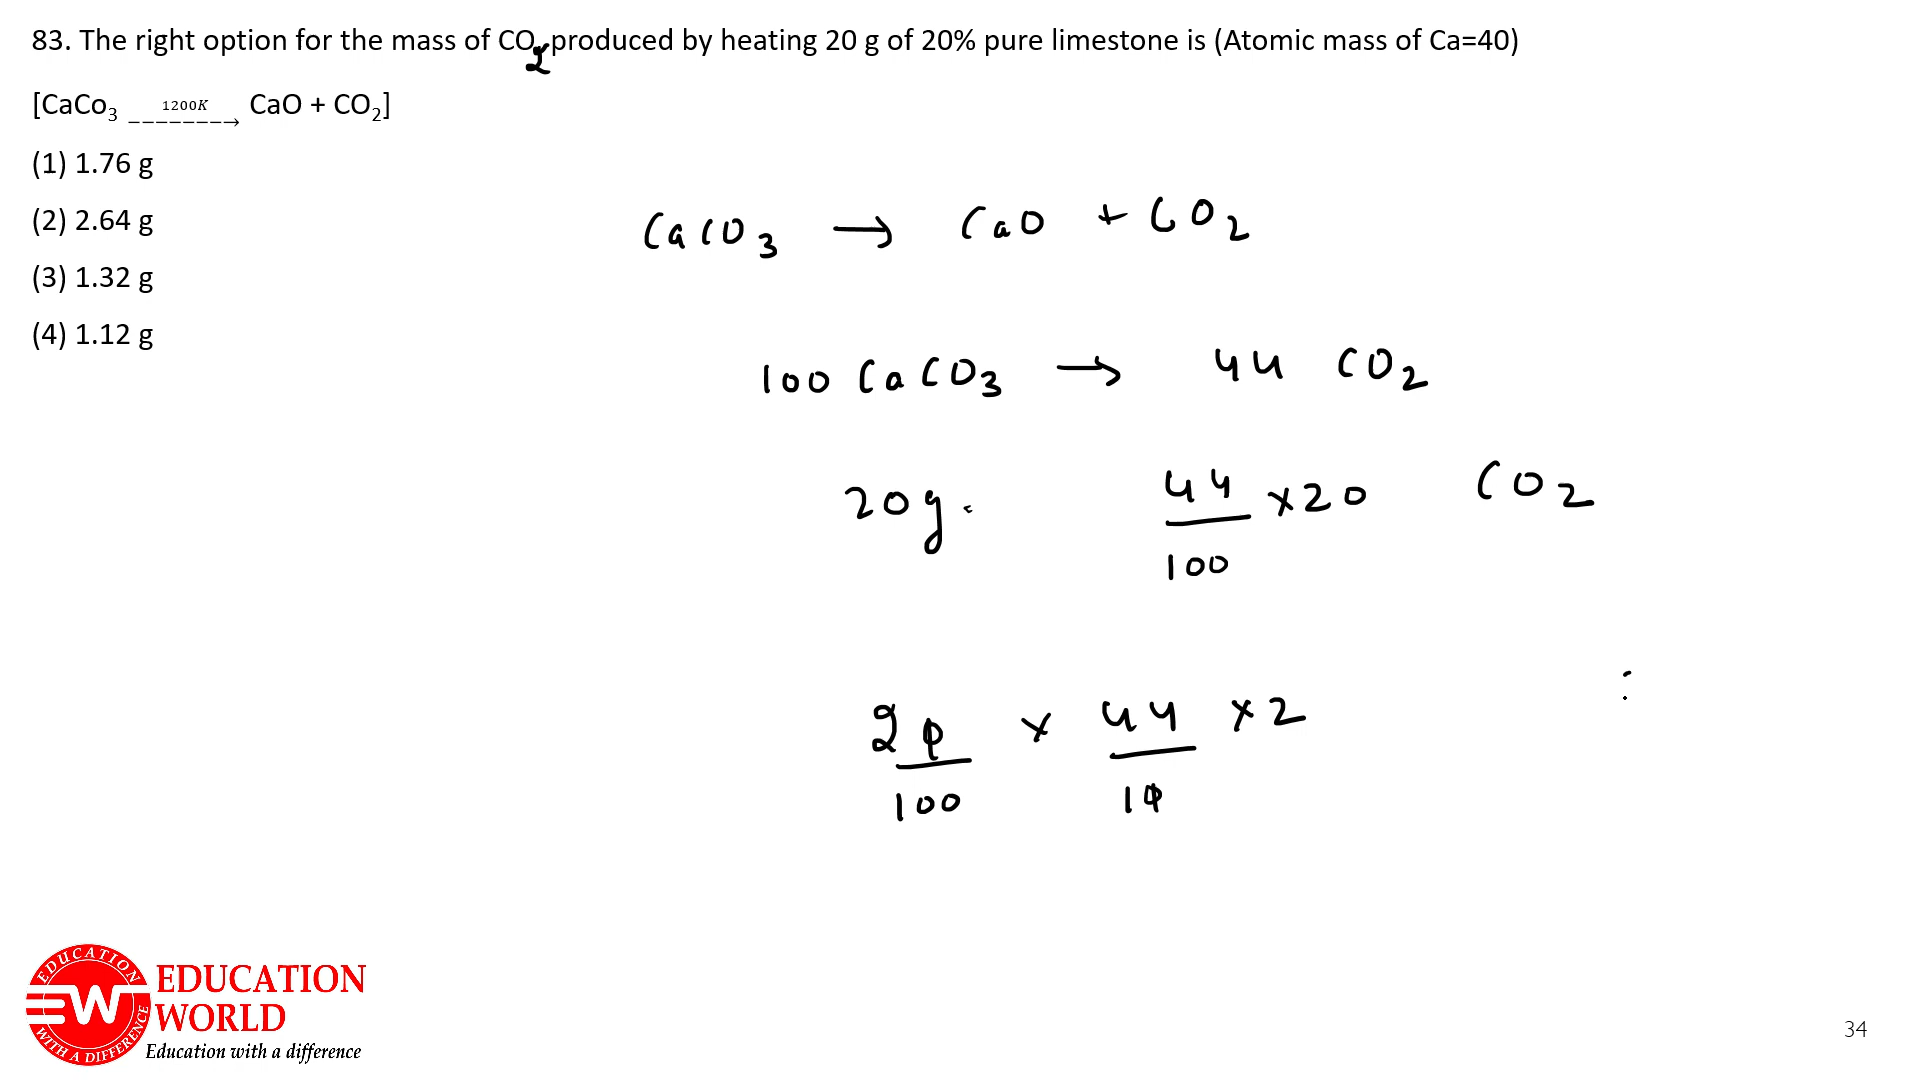 83. The right option for the mass of CO2 produced by heating 20 g of 20% pure limestone is (Atomic mass of Ca=40)
[CaCo₃ 1200K → CaO + CO₂]
(1) 1.76 g
(2) 2.64 g
(3) 1.32 g
(4) 1.12 g
CaCO3 → CaO + CO2
100 CaCO3 → 44 CO2
20g. 44/100 ×20 CO2
20/100 × 44/10 ×2
EDUCATION
EW
WITH A DIFFERENCE
EDUCATION
WORLD
Education with a difference
34